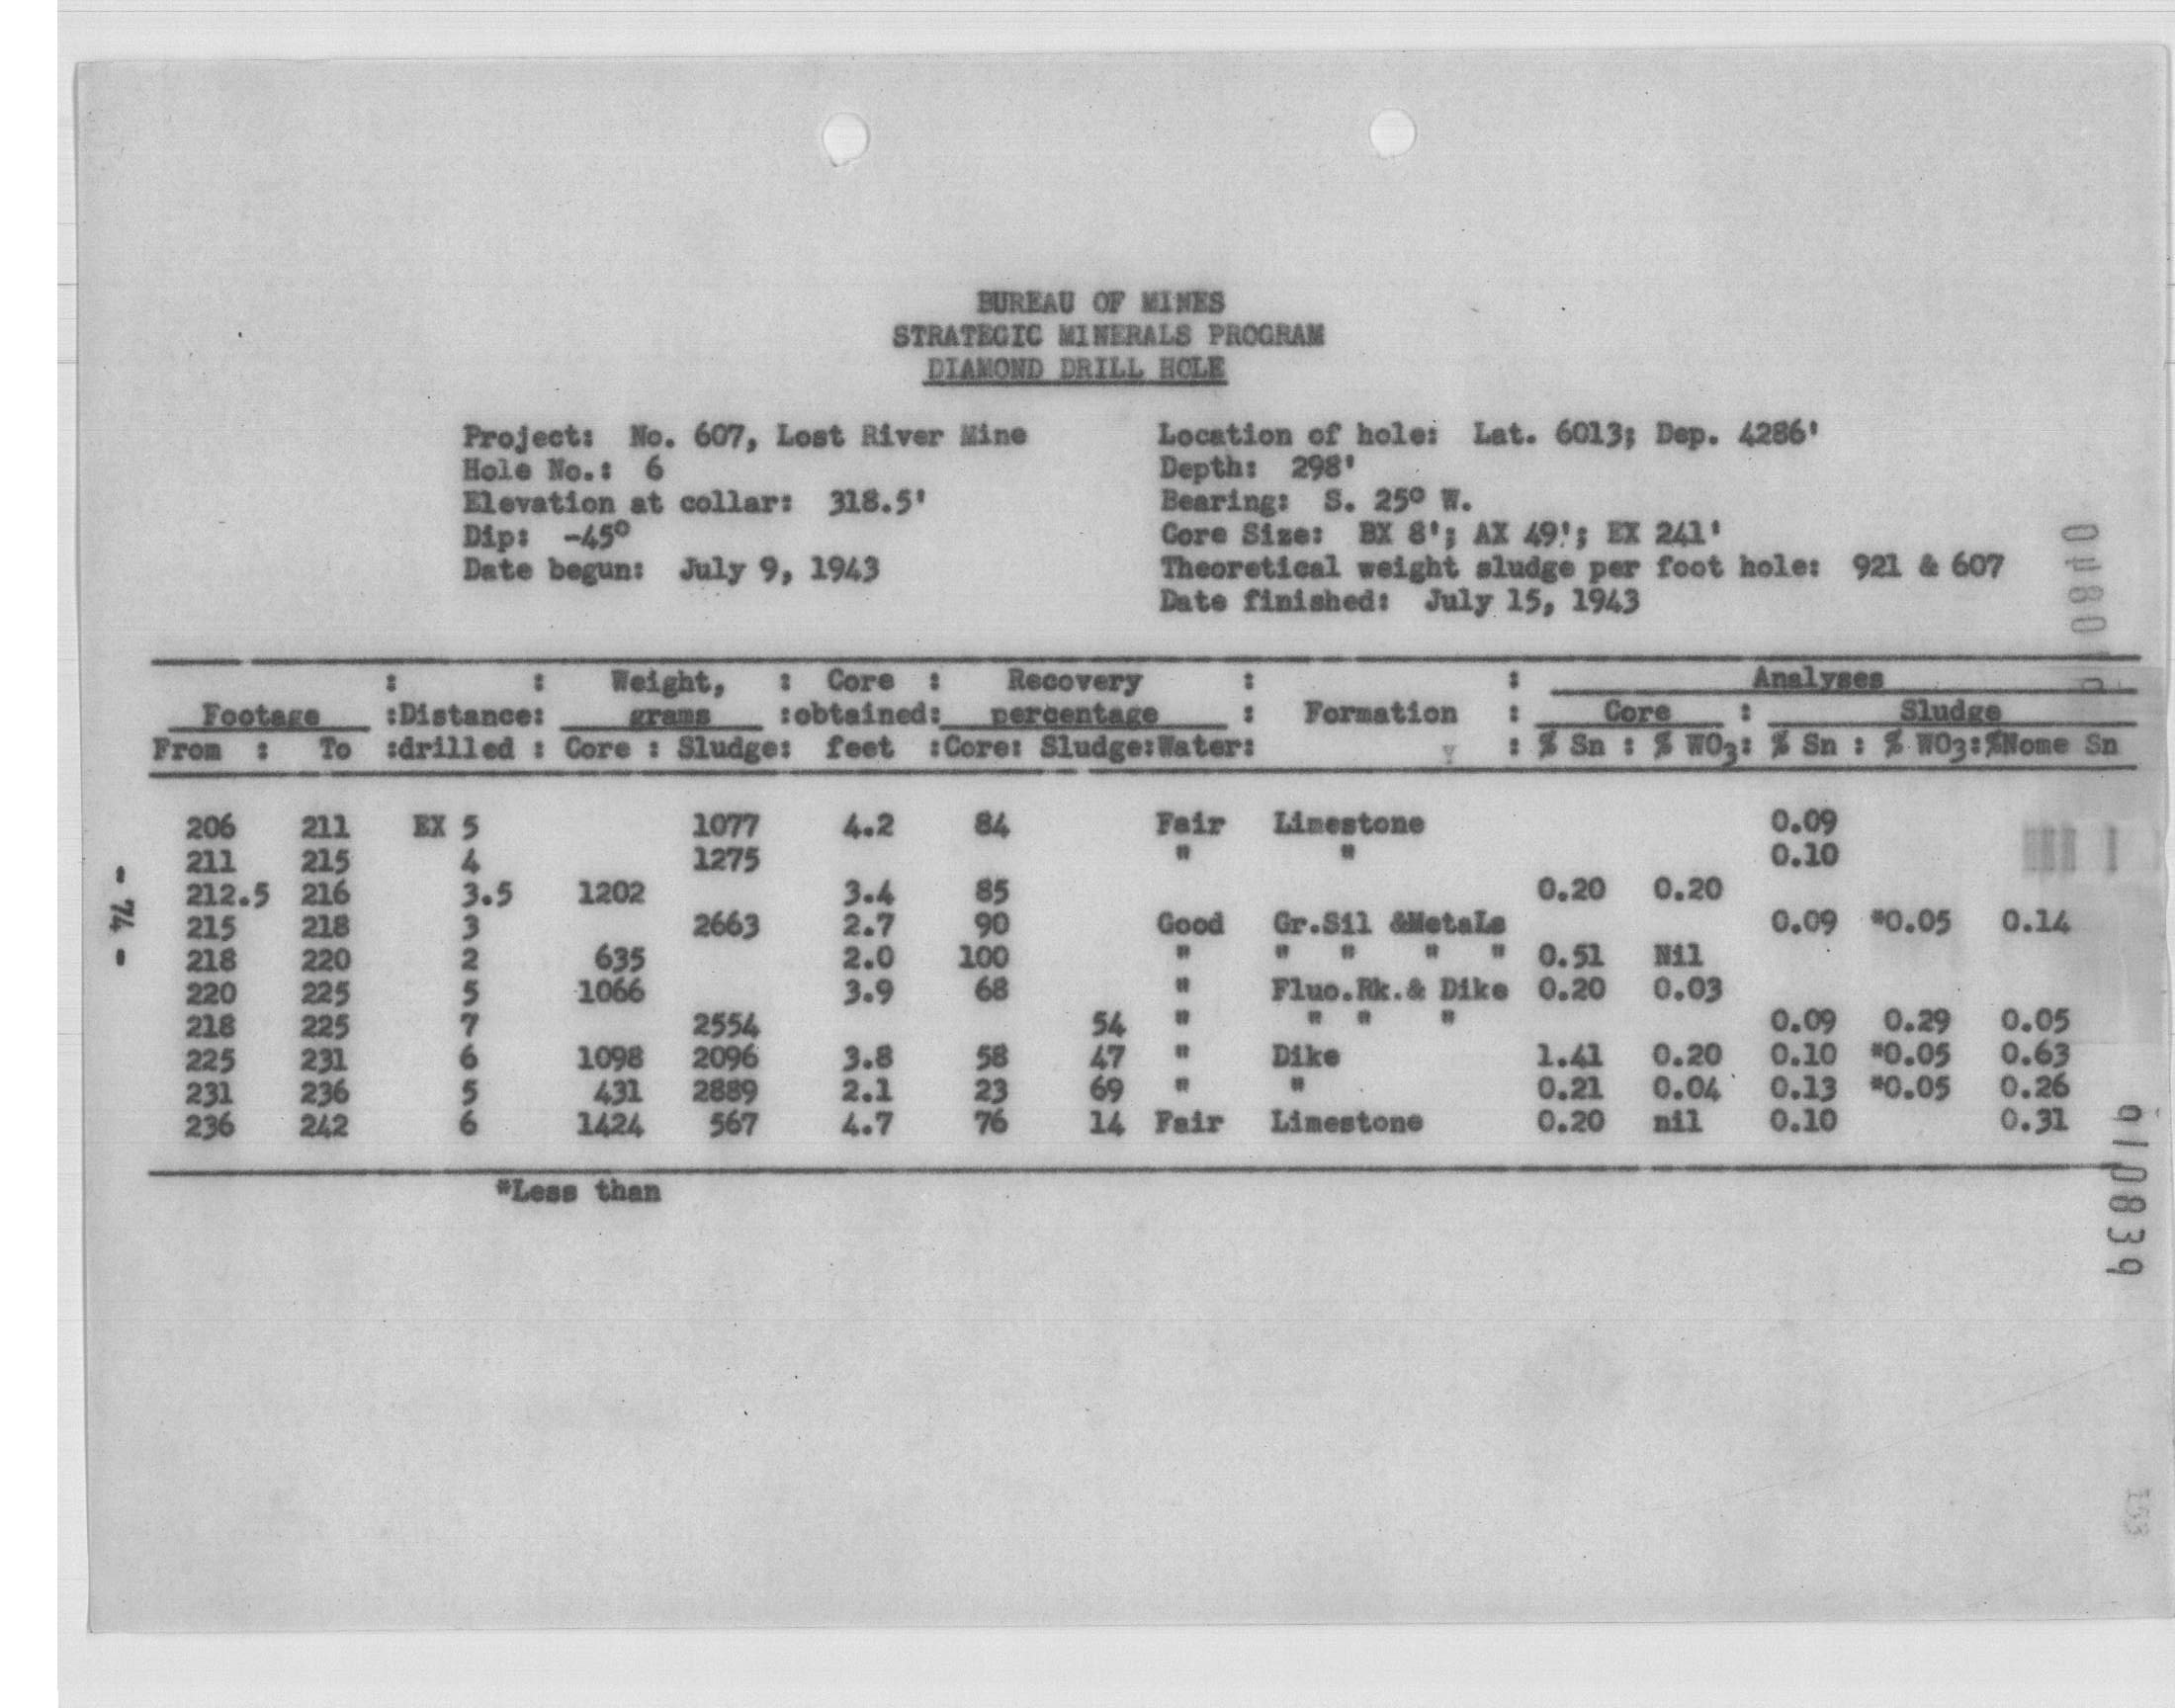 BUREAU OF MINES
STRATEGIC MINERALS PROGRAM
DIAMOND DRILL HOLE
Project: No. 607, Lost River Mine
Hole No.: 6
Elevation at collar: 318.5'
Dip: -45°
Date begun: July 9, 1943
Location of hole: Lat. 6013; Dep. 4286'
Depth: 298'
Bearing: S. 25° W.
Core Size: BX 8'; AX 49'; EX 241'
Theoretical weight sludge per foot hole: 921 & 607
Date finished: July 15, 1943
: : Weight, : Core : Recovery : : Analyses
Footage :Distance: grams :obtained: percentage : Formation : Core : Sludge
From : To :drilled : Core : Sludge: feet :Core: Sludge:Water: : % Sn : % WO3: % Sn : % WO3:%Nome Sn
206 211 EX 5 1077 4.2 84 Fair Limestone 0.09
211 215 4 1275 " " 0.10
212.5 216 3.5 1202 3.4 85 0.20 0.20
215 218 3 2663 2.7 90 Good Gr.Sil &Metals 0.09 *0.05 0.14
218 220 2 635 2.0 100 " " " " " 0.51 Nil
220 225 5 1066 3.9 68 " Fluo.Rk.& Dike 0.20 0.03
218 225 7 2554 54 " " " " 0.09 0.29 0.05
225 231 6 1098 2096 3.8 58 47 " Dike 1.41 0.20 0.10 *0.05 0.63
231 236 5 431 2889 2.1 23 69 " " 0.21 0.04 0.13 *0.05 0.26
236 242 6 1424 567 4.7 76 14 Fair Limestone 0.20 nil 0.10 0.31
*Less than
- 74 -
910839